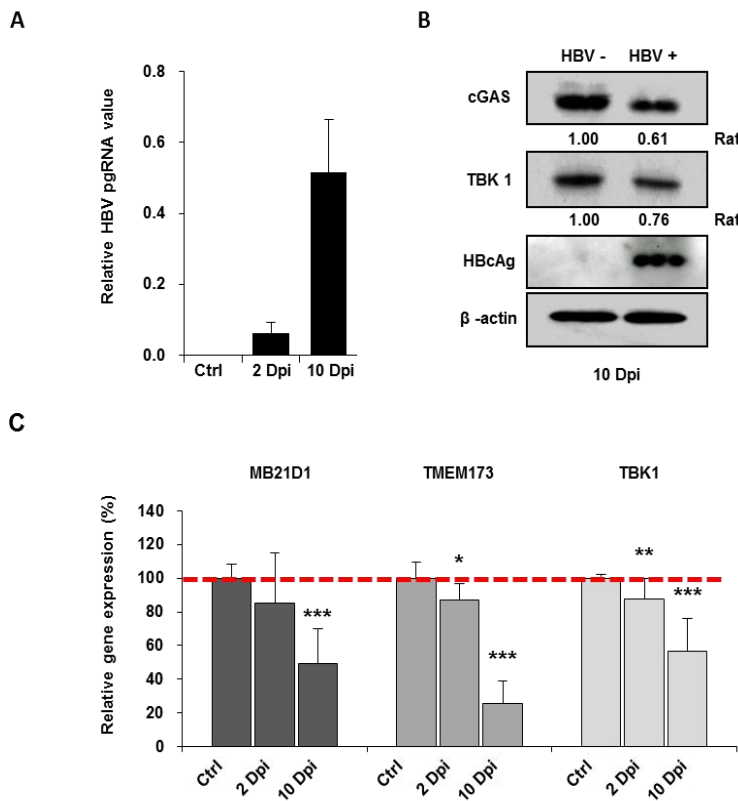 A
Relative HBV pgRNA value
0.8
0.6
0.4
0.2
0.0
Ctrl 2 Dpi 10 Dpi
B
HBV - HBV +
cGAS
1.00 0.61 Rat
TBK 1
1.00 0.76 Rat
HBcAg
β -actin
10 Dpi
C
MB21D1 TMEM173 TBK1
Relative gene expression (%)
140
120
100
80
60
40
20
0
***
*
***
**
***
Ctrl 2 Dpi 10 Dpi Ctrl 2 Dpi 10 Dpi Ctrl 2 Dpi 10 Dpi